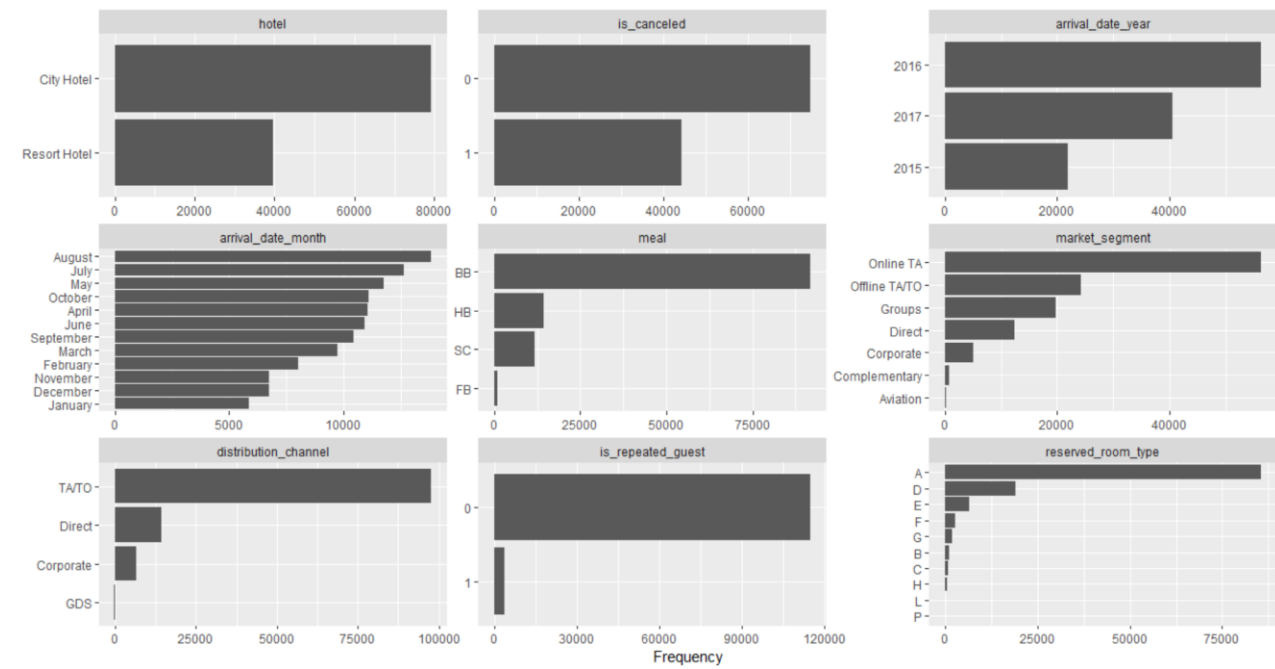 hotel
City Hotel
Resort Hotel
0 20000 40000 60000 80000
is_canceled
0
1
0 20000 40000 60000
arrival_date_year
2016
2017
2015
0 20000 40000
arrival_date_month
August
July
May
October
April
June
September
March
February
November
December
January
0 5000 10000
meal
BB
HB
SC
FB
0 25000 50000 75000
market_segment
Online TA
Offline TA/TO
Groups
Direct
Corporate
Complementary
Aviation
0 20000 40000
distribution_channel
TA/TO
Direct
Corporate
GDS
0 25000 50000 75000 100000
is_repeated_guest
0
1
0 30000 60000 90000 120000
reserved_room_type
A
D
E
F
G
B
C
H
L
P
0 25000 50000 75000
Frequency